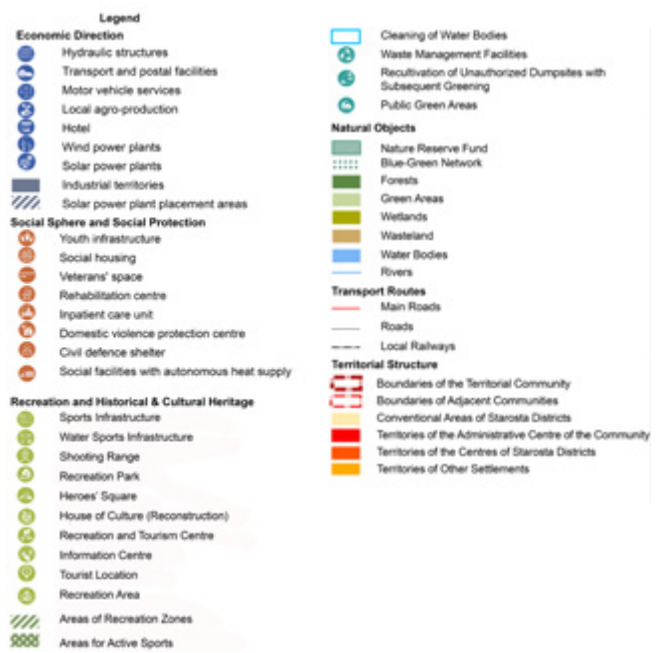 Legend
Economic Direction
Hydraulic structures
Transport and postal facilities
Motor vehicle services
Local agro-production
Hotel
Wind power plants
Solar power plants
Industrial territories
Solar power plant placement areas
Social Sphere and Social Protection
Youth infrastructure
Social housing
Veterans' space
Rehabilitation centre
Inpatient care unit
Domestic violence protection centre
Civil defence shelter
Social facilities with autonomous heat supply
Recreation and Historical & Cultural Heritage
Sports Infrastructure
Water Sports Infrastructure
Shooting Range
Recreation Park
Heroes' Square
House of Culture (Reconstruction)
Recreation and Tourism Centre
Information Centre
Tourist Location
Recreation Area
Areas of Recreation Zones
Areas for Active Sports
Cleaning of Water Bodies
Waste Management Facilities
Recultivation of Unauthorized Dumpsites with
Subsequent Greening
Public Green Areas
Natural Objects
Nature Reserve Fund
Blue-Green Network
Forests
Green Areas
Wetlands
Wasteland
Water Bodies
Rivers
Transport Routes
Main Roads
Roads
Local Railways
Territorial Structure
Boundaries of the Territorial Community
Boundaries of Adjacent Communities
Conventional Areas of Starosta Districts
Territories of the Administrative Centre of the Community
Territories of the Centres of Starosta Districts
Territories of Other Settlements